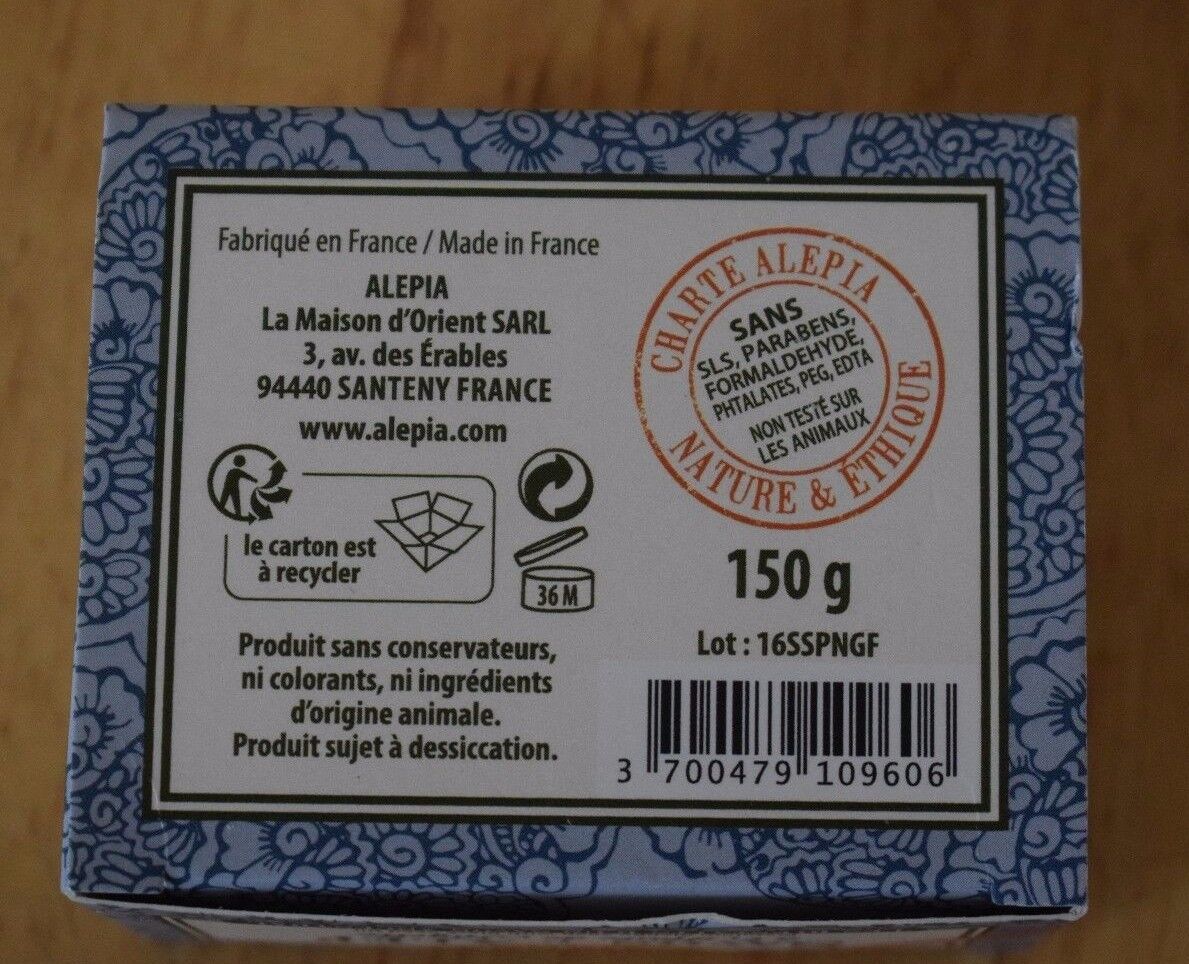 Fabriqué en France / Made in France
ALEPIA
La Maison d'Orient SARL
3, av. des Érables
94440 SANTENY FRANCE
www.alepia.com
le carton est
à recycler
36 M
Produit sans conservateurs,
ni colorants, ni ingrédients
d'origine animale.
Produit sujet à dessiccation.
CHARTE ALEPIA
NATURE & ÉTHIQUE
SANS
SLS, PARABENS,
FORMALDEHYDE,
PHTALATES, PEG, EDTA
NON TESTÉ SUR
LES ANIMAUX
150 g
Lot : 16SSPNGF
3 700479 109606